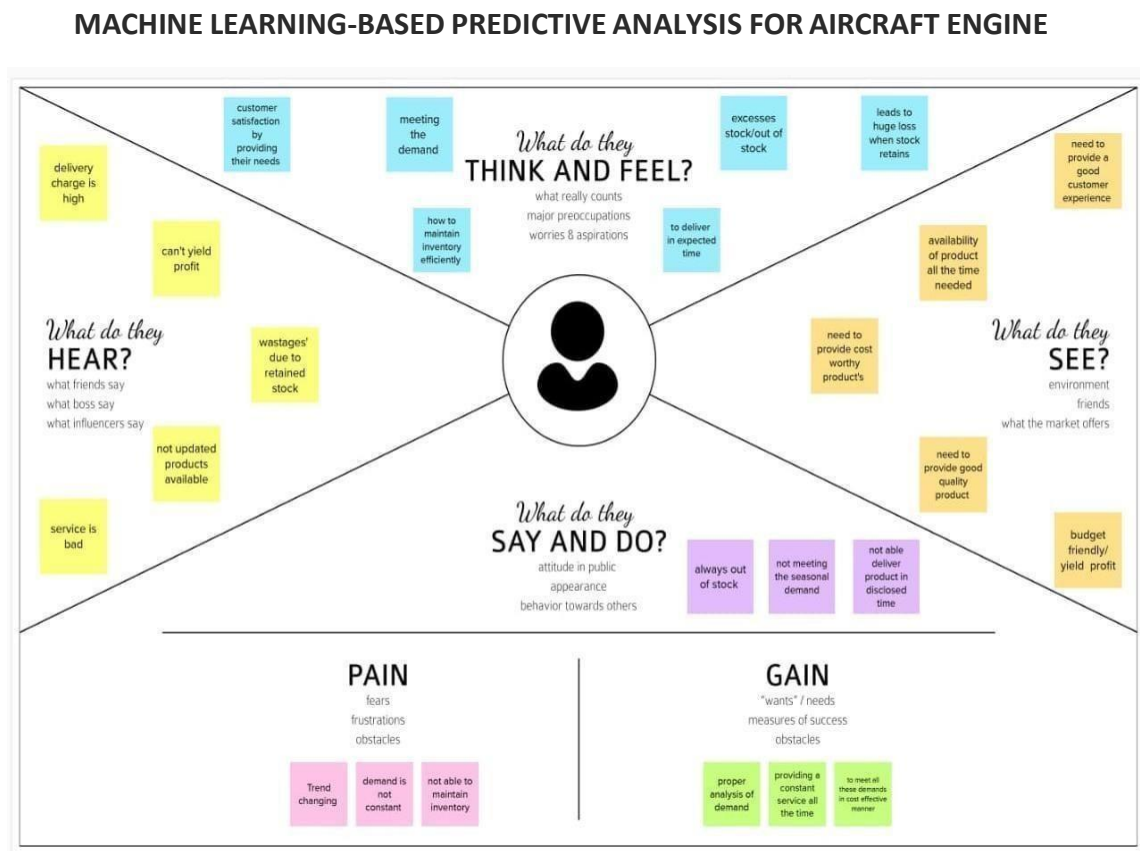 MACHINE LEARNING-BASED PREDICTIVE ANALYSIS FOR AIRCRAFT ENGINE
What do they
THINK AND FEEL?
what really counts
major preoccupations
worries & aspirations
customer
satisfaction
by
providing
their needs
meeting
the
demand
excesses
stock/out of
stock
leads to
huge loss
when stock
retains
how to
maintain
inventory
efficiently
to deliver
in expected
time
What do they
HEAR?
what friends say
what boss say
what influencers say
delivery
charge is
high
can't yield
profit
wastages'
due to
retained
stock
not updated
products
available
service is
bad
What do they
SEE?
environment
friends
what the market offers
need to
provide a
good
customer
experience
availability
of product
all the time
needed
need to
provide cost
worthy
product's
need to
provide good
quality
product
budget
friendly/
yield profit
What do they
SAY AND DO?
attitude in public
appearance
behavior towards others
always out
of stock
not meeting
the seasonal
demand
not able
deliver
product in
disclosed
time
PAIN
fears
frustrations
obstacles
Trend
changing
demand is
not
constant
not able to
maintain
inventory
GAIN
"wants" / needs
measures of success
obstacles
proper
analysis of
demand
providing a
constant
service all
the time
to meet all
these demands
in cost effective
manner